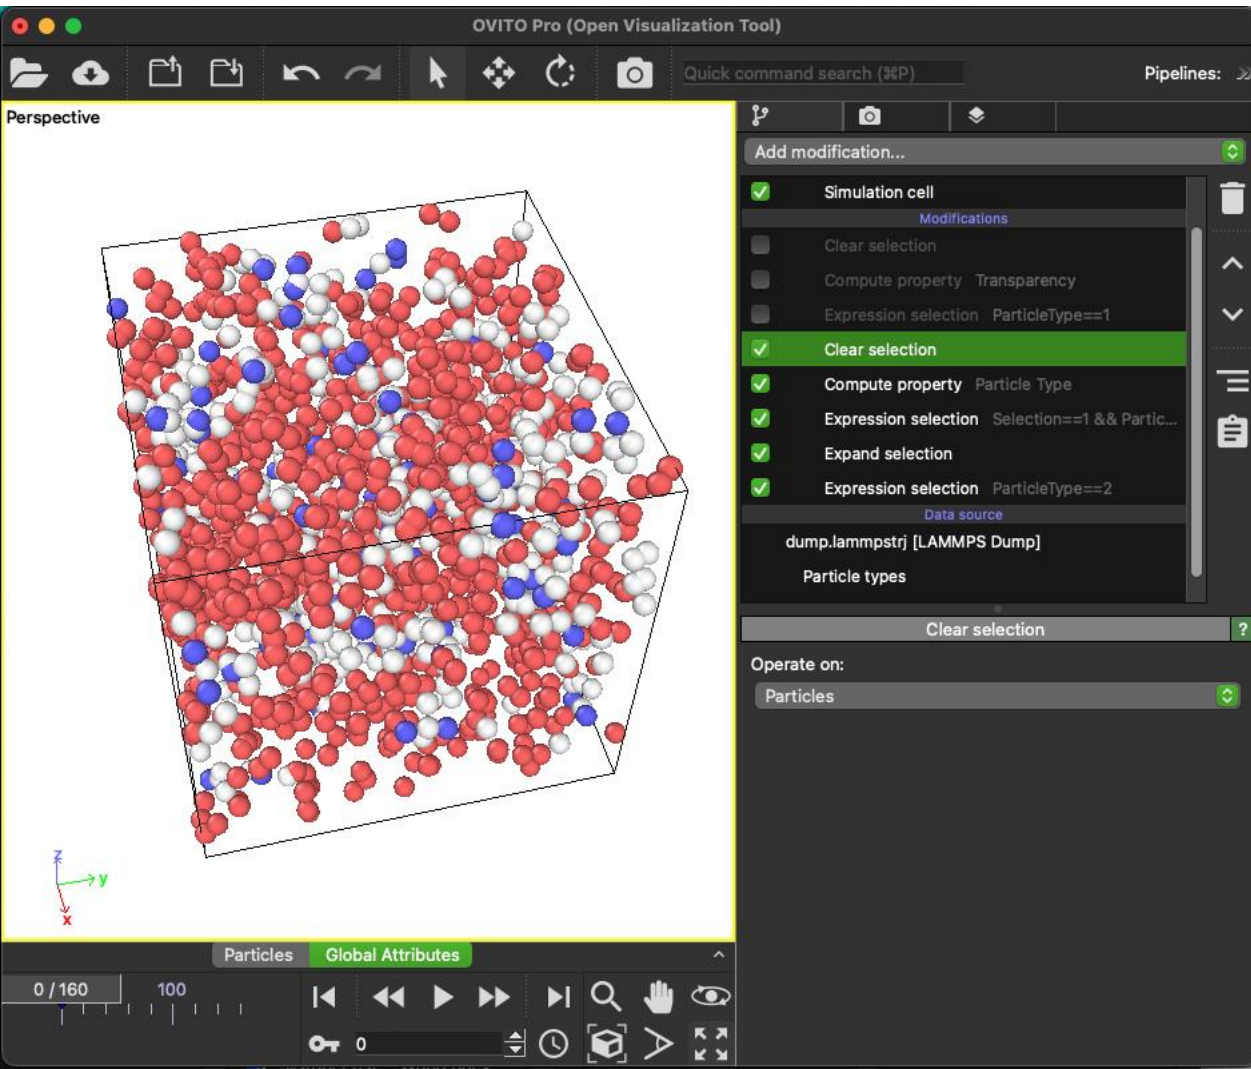 OVITO Pro (Open Visualization Tool)
Quick command search (⌘P)
Pipelines:
Perspective
z
y
x
Add modification...
Simulation cell
Modifications
Clear selection
Compute property Transparency
Expression selection ParticleType==1
Clear selection
Compute property Particle Type
Expression selection Selection==1 && Partic...
Expand selection
Expression selection ParticleType==2
Data source
dump.lammpstrj [LAMMPS Dump]
Particle types
Clear selection
?
Operate on:
Particles
Particles Global Attributes
0 / 160
100
0